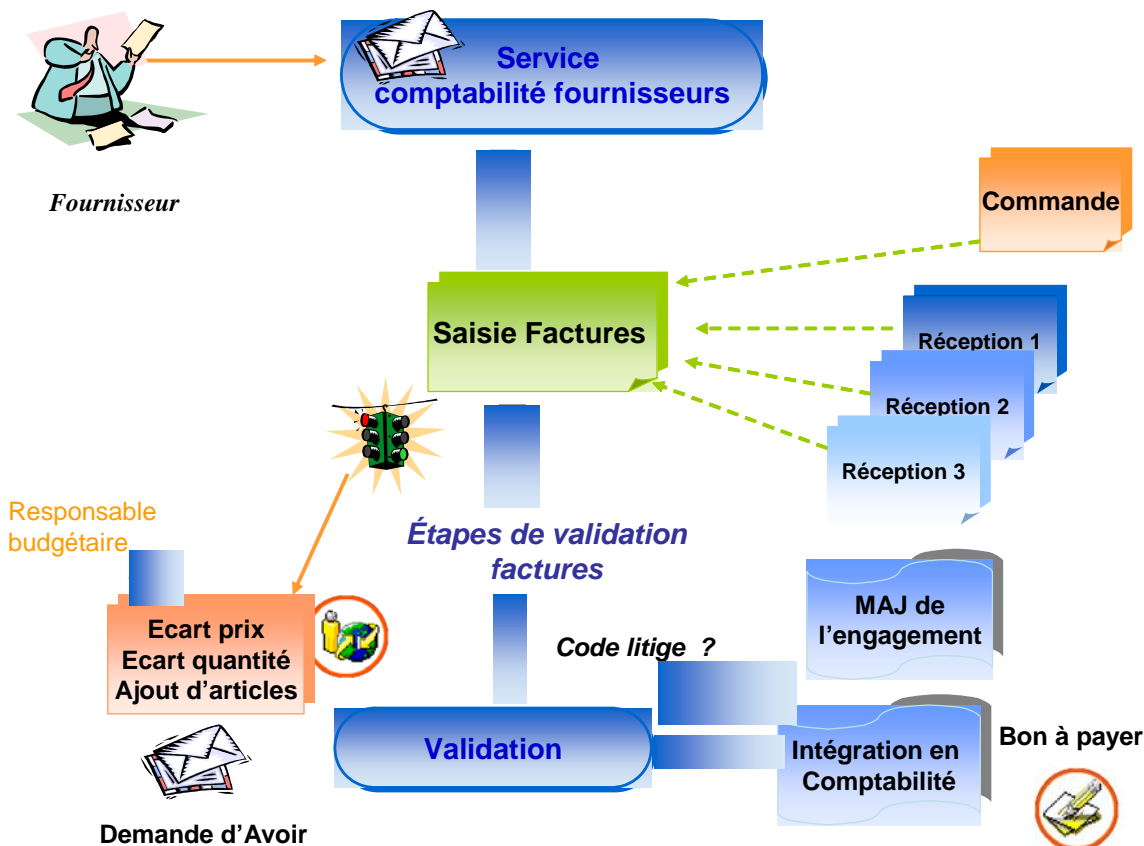 Service
comptabilité fournisseurs
Fournisseur
Commande
Saisie Factures
Réception 1
Réception 2
Réception 3
Responsable
budgétaire
Étapes de validation
factures
Ecart prix
Ecart quantité
Ajout d’articles
MAJ de
l’engagement
Code litige ?
Validation
Intégration en
Comptabilité
Bon à payer
Demande d’Avoir